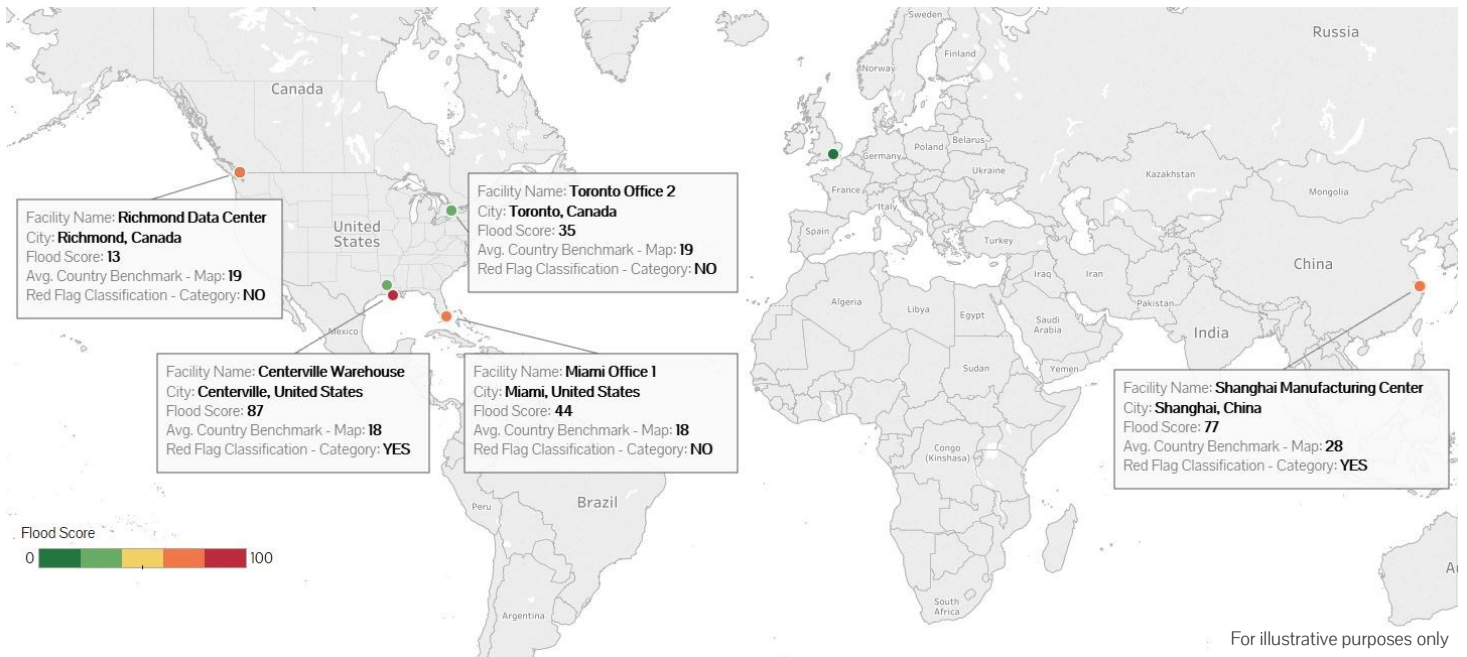 Sweden
Russia
Finland
Norway
Canada
Belarus
Poland
Germany
Ukraine
Kazakhstan
France
Mongolia
Italy
Spain
Turkey
United
States
China
Iraq
Iran
Algeria
Libya
Egypt
Pakistan
Saudi
Arabia
India
Mexico
Sudan
Yemen
Congo
(Kinshasa)
Brazil
Peru
South
Africa
Argentina
Facility Name: Richmond Data Center
City: Richmond, Canada
Flood Score: 13
Avg. Country Benchmark - Map: 19
Red Flag Classification - Category: NO
Facility Name: Toronto Office 2
City: Toronto, Canada
Flood Score: 35
Avg. Country Benchmark - Map: 19
Red Flag Classification - Category: NO
Facility Name: Centerville Warehouse
City: Centerville, United States
Flood Score: 87
Avg. Country Benchmark - Map: 18
Red Flag Classification - Category: YES
Facility Name: Miami Office 1
City: Miami, United States
Flood Score: 44
Avg. Country Benchmark - Map: 18
Red Flag Classification - Category: NO
Facility Name: Shanghai Manufacturing Center
City: Shanghai, China
Flood Score: 77
Avg. Country Benchmark - Map: 28
Red Flag Classification - Category: YES
Flood Score
0 100
For illustrative purposes only